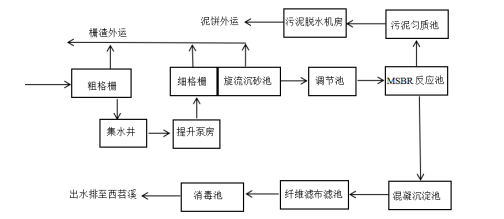 泥饼外运
污泥脱水机房
污泥匀质池
栅渣外运
粗格栅
细格栅
旋流沉砂池
调节池
MSBR反应池
集水井
提升泵房
出水排至西苕溪
消毒池
纤维滤布滤池
混凝沉淀池